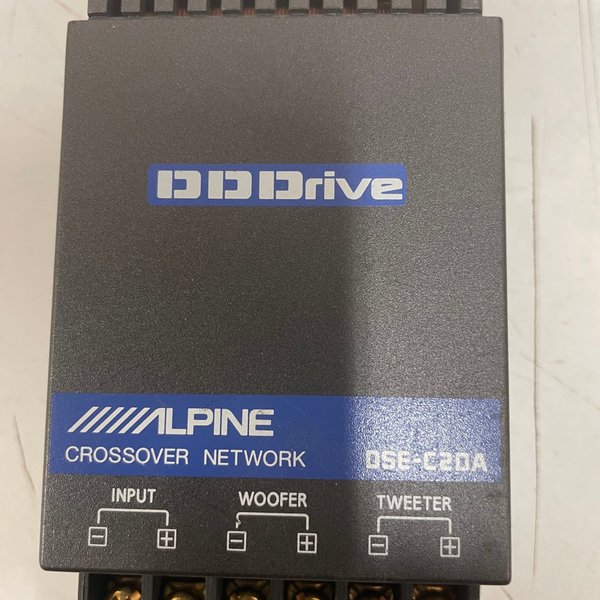 DDDrive
ALPINE
CROSSOVER NETWORK DSE-C20A
INPUT WOOFER TWEETER
- + - + - +